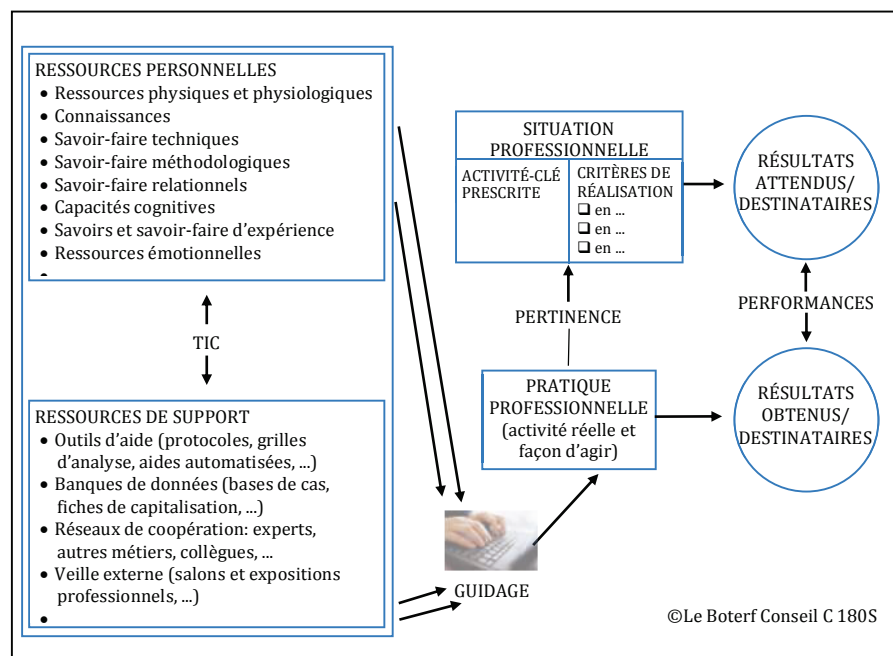 RESSOURCES PERSONNELLES
• Ressources physiques et physiologiques
• Connaissances
• Savoir-faire techniques
• Savoir-faire méthodologiques
• Savoir-faire relationnels
• Capacités cognitives
• Savoirs et savoir-faire d'expérience
• Ressources émotionnelles
•
TIC
RESSOURCES DE SUPPORT
• Outils d'aide (protocoles, grilles
d'analyse, aides automatisées, ...)
• Banques de données (bases de cas,
fiches de capitalisation, ...)
• Réseaux de coopération: experts,
autres métiers, collègues, ...
• Veille externe (salons et expositions
professionnels, ...)
•
GUIDAGE
SITUATION
PROFESSIONNELLE
ACTIVITÉ-CLÉ
PRESCRITE
CRITÈRES DE
RÉALISATION
❑ en ...
❑ en ...
❑ en ...
PERTINENCE
PRATIQUE
PROFESSIONNELLE
(activité réelle et
façon d'agir)
RÉSULTATS
ATTENDUS/
DESTINATAIRES
PERFORMANCES
RÉSULTATS
OBTENUS/
DESTINATAIRES
©Le Boterf Conseil C 180S